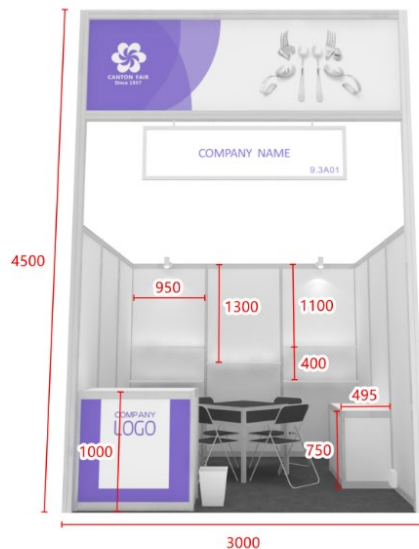 CANTON FAIR
Since 1957
COMPANY NAME
9.3A01
4500
950
1300
1100
400
495
COMPANY
LOGO
1000
750
3000